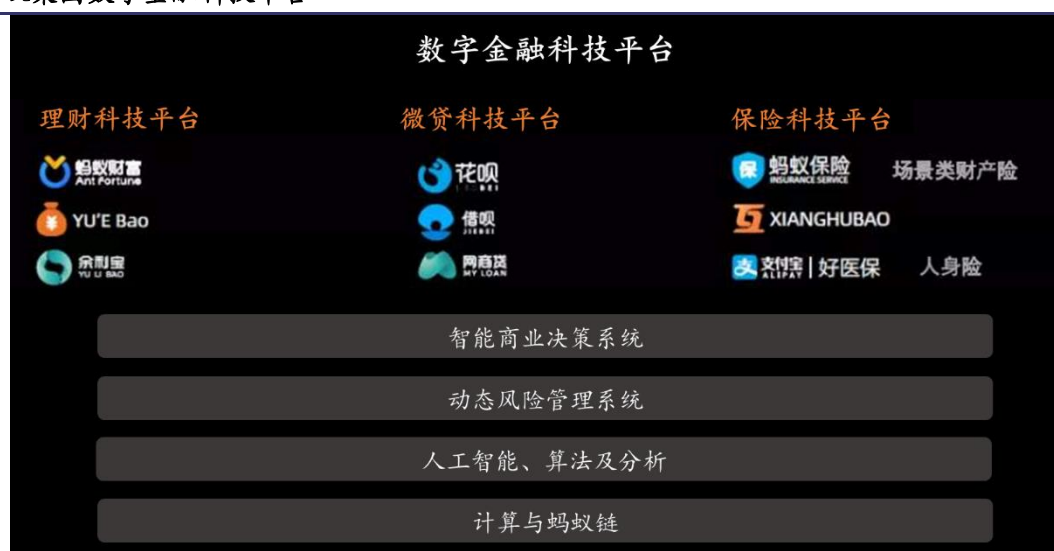 数字金融科技平台
理财科技平台 微贷科技平台 保险科技平台
蚂蚁财富 Ant Fortune
花呗
蚂蚁保险 INSURANCE SERVICE 场景类财产险
YU'E Bao
借呗 JIEBEI
XIANGHUBAO
余利宝 YU LI BAO
网商贷 MY LOAN
支付宝 ALIPAY | 好医保 人身险
智能商业决策系统
动态风险管理系统
人工智能、算法及分析
计算与蚂蚁链